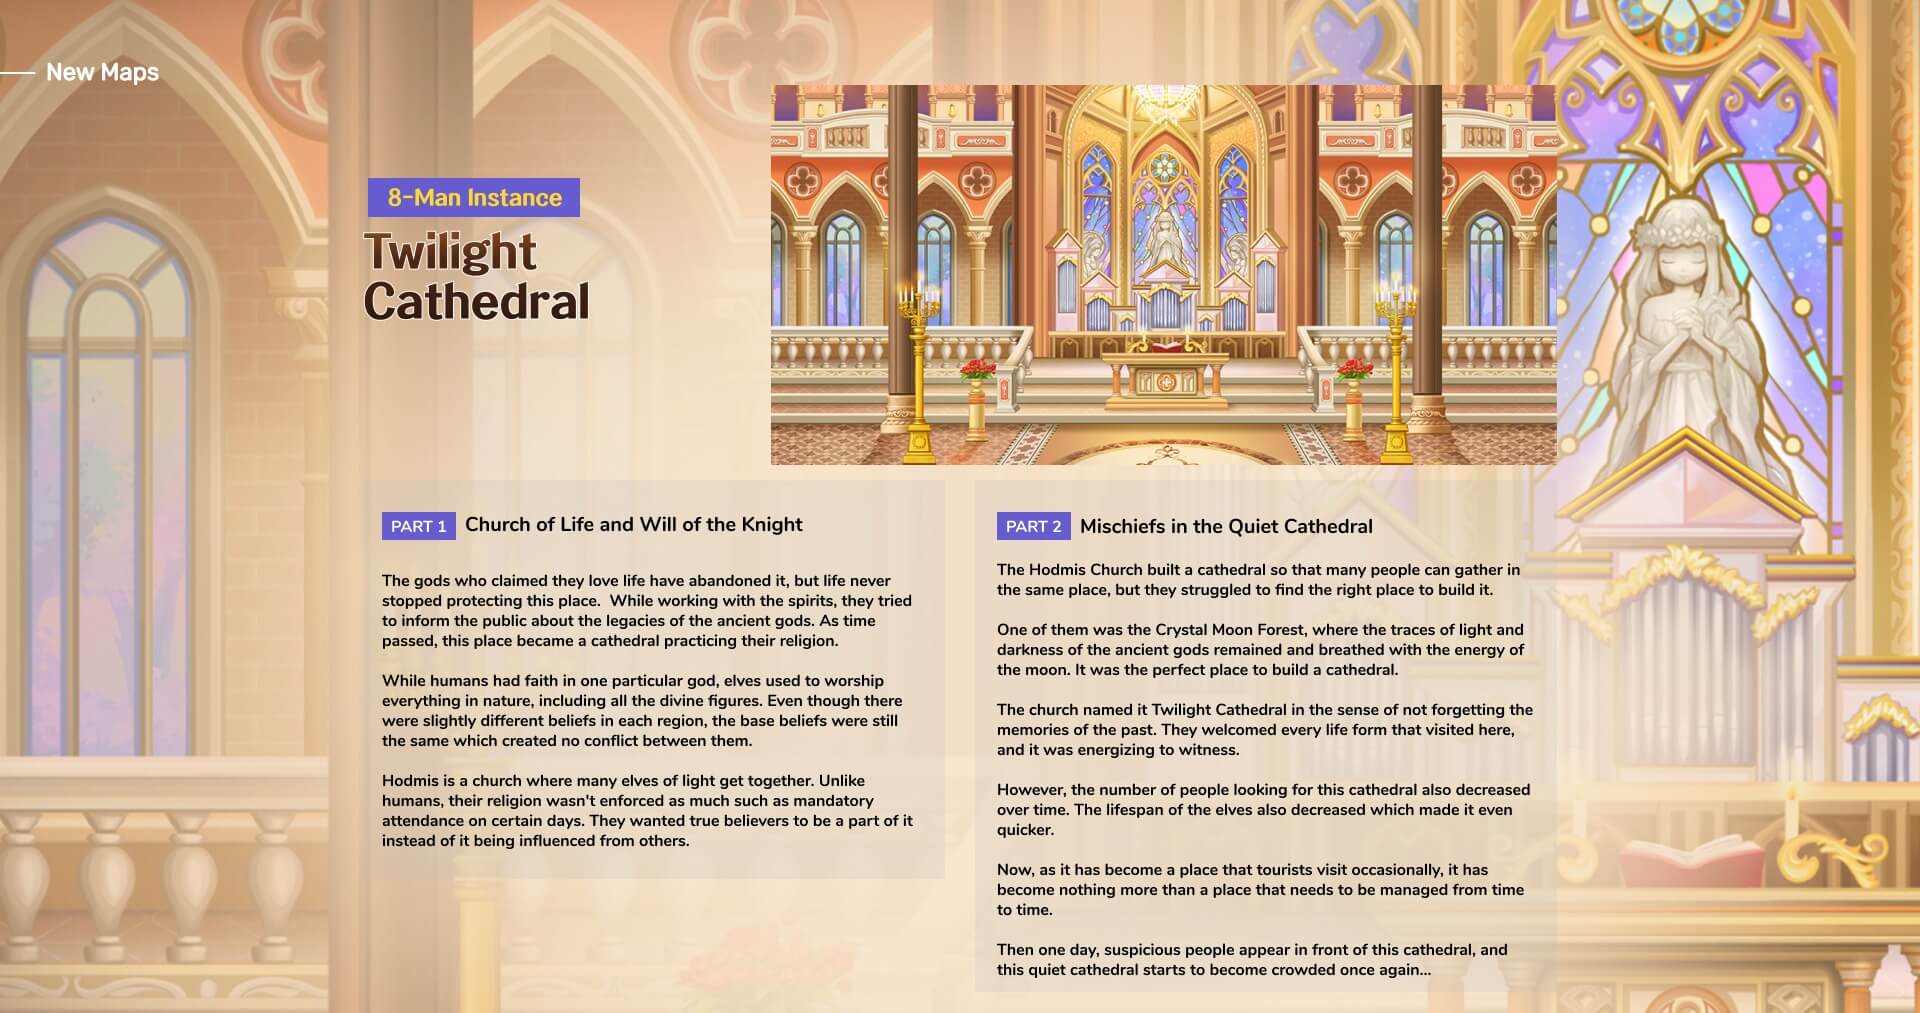 New Maps
8-Man Instance
Twilight
Cathedral
PART 1 Church of Life and Will of the Knight
The gods who claimed they love life have abandoned it, but life never
stopped protecting this place.  While working with the spirits, they tried
to inform the public about the legacies of the ancient gods. As time
passed, this place became a cathedral practicing their religion.
While humans had faith in one particular god, elves used to worship
everything in nature, including all the divine figures. Even though there
were slightly different beliefs in each region, the base beliefs were still
the same which created no conflict between them.
Hodmis is a church where many elves of light get together. Unlike
humans, their religion wasn't enforced as much such as mandatory
attendance on certain days. They wanted true believers to be a part of it
instead of it being influenced from others.
PART 2 Mischiefs in the Quiet Cathedral
The Hodmis Church built a cathedral so that many people can gather in
the same place, but they struggled to find the right place to build it.
One of them was the Crystal Moon Forest, where the traces of light and
darkness of the ancient gods remained and breathed with the energy of
the moon. It was the perfect place to build a cathedral.
The church named it Twilight Cathedral in the sense of not forgetting the
memories of the past. They welcomed every life form that visited here,
and it was energizing to witness.
However, the number of people looking for this cathedral also decreased
over time. The lifespan of the elves also decreased which made it even
quicker.
Now, as it has become a place that tourists visit occasionally, it has
become nothing more than a place that needs to be managed from time
to time.
Then one day, suspicious people appear in front of this cathedral, and
this quiet cathedral starts to become crowded once again...